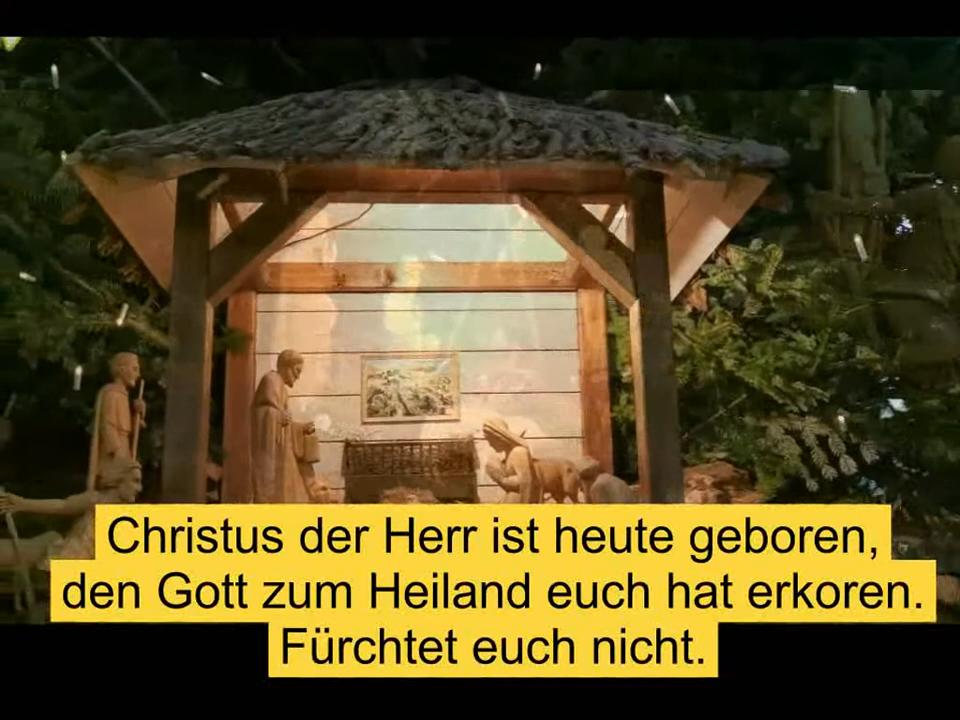 Christus der Herr ist heute geboren,
den Gott zum Heiland euch hat erkoren.
Fürchtet euch nicht.